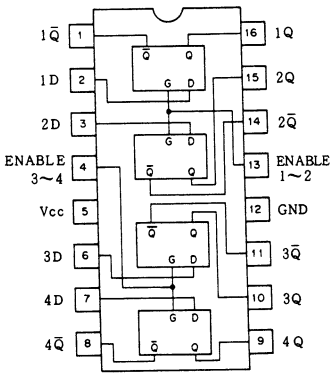 1Q̅ 1 16 1Q
Q̅ Q
1D 2 15 2Q
G D
2D 3 14 2Q̅
G D
ENABLE 3~4 4 13 ENABLE 1~2
Q̅ Q
Vcc 5 12 GND
Q̅ Q
3D 6 11 3Q̅
G D
4D 7 10 3Q
G D
4Q̅ 8 9 4Q
Q̅ Q